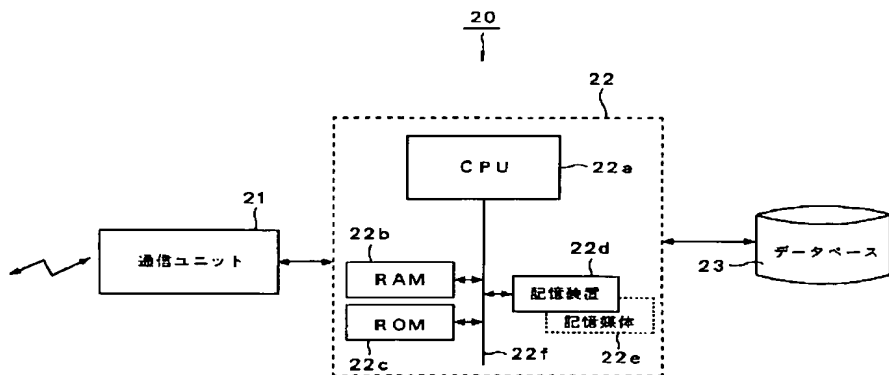 20
22
CPU
22a
21
通信ユニット
22b
RAM
22d
記憶装置
データベース
23
ROM
記憶媒体
22c
22f
22e